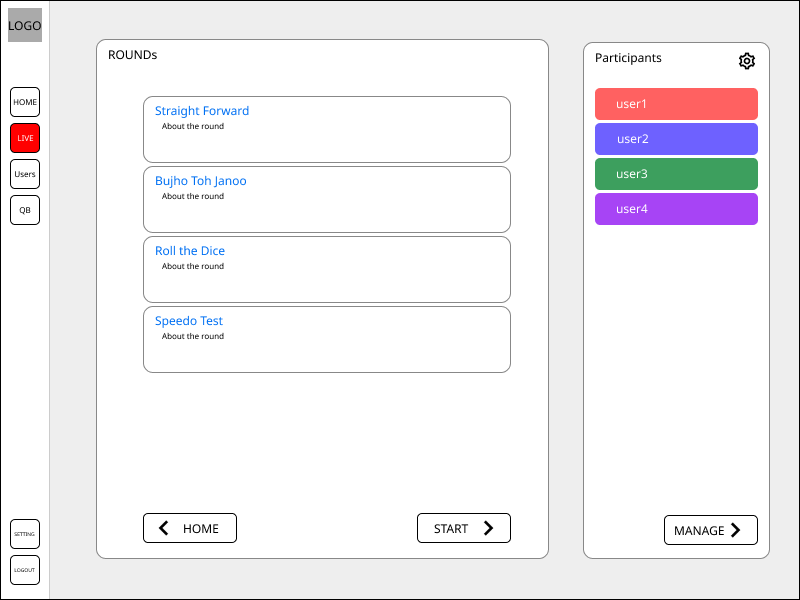 LOGO
HOME
LIVE
Users
QB
SETTING
LOGOUT
ROUNDs
Straight Forward
About the round
Bujho Toh Janoo
About the round
Roll the Dice
About the round
Speedo Test
About the round
HOME
START
Participants
user1
user2
user3
user4
MANAGE